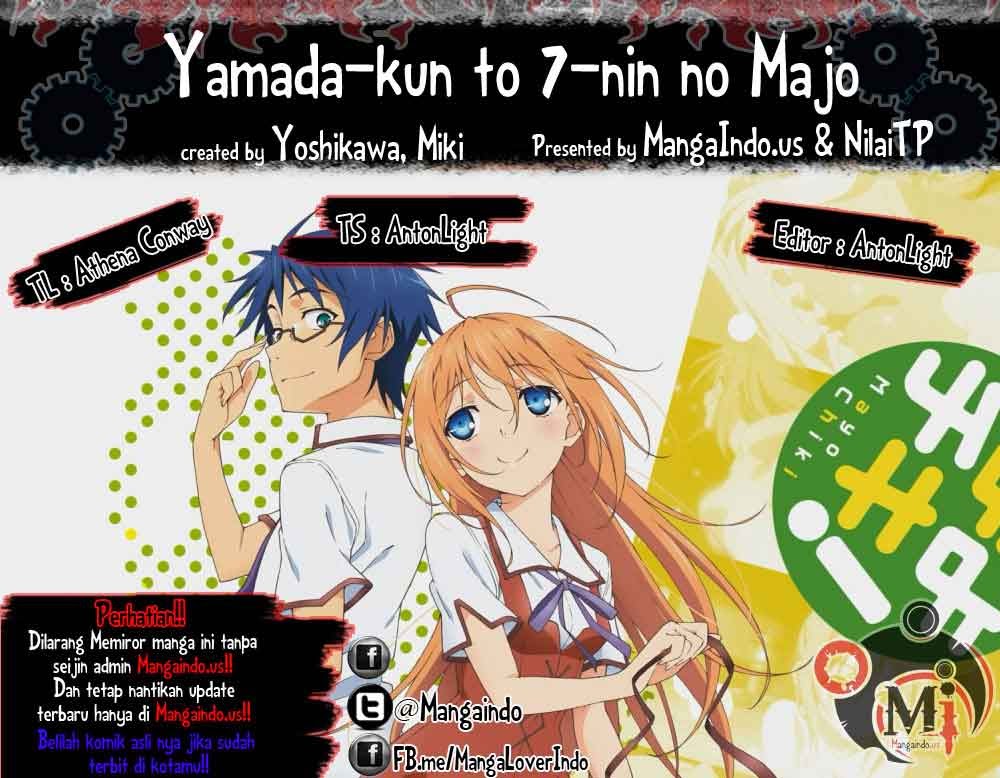 Yamada-kun to 7-nin no Majo
created by Yoshikawa, Miki
Presented by MangaIndo.us & NilaiTP
TL : Athena Conway
TS : AntonLight
Editor : AntonLight
Mayo
Chiki
Perhatian!!
Dilarang Memiror manga ini tanpa
seijin admin Mangaindo.us!!
Dan tetap nantikan update
terbaru hanya di Mangaindo.us!!
Belilah komik asli nya jika sudah
terbit di kotamu!!
f
t @Mangaindo
f FB.me/MangaLoverIndo
Mi
Mangaindo.us